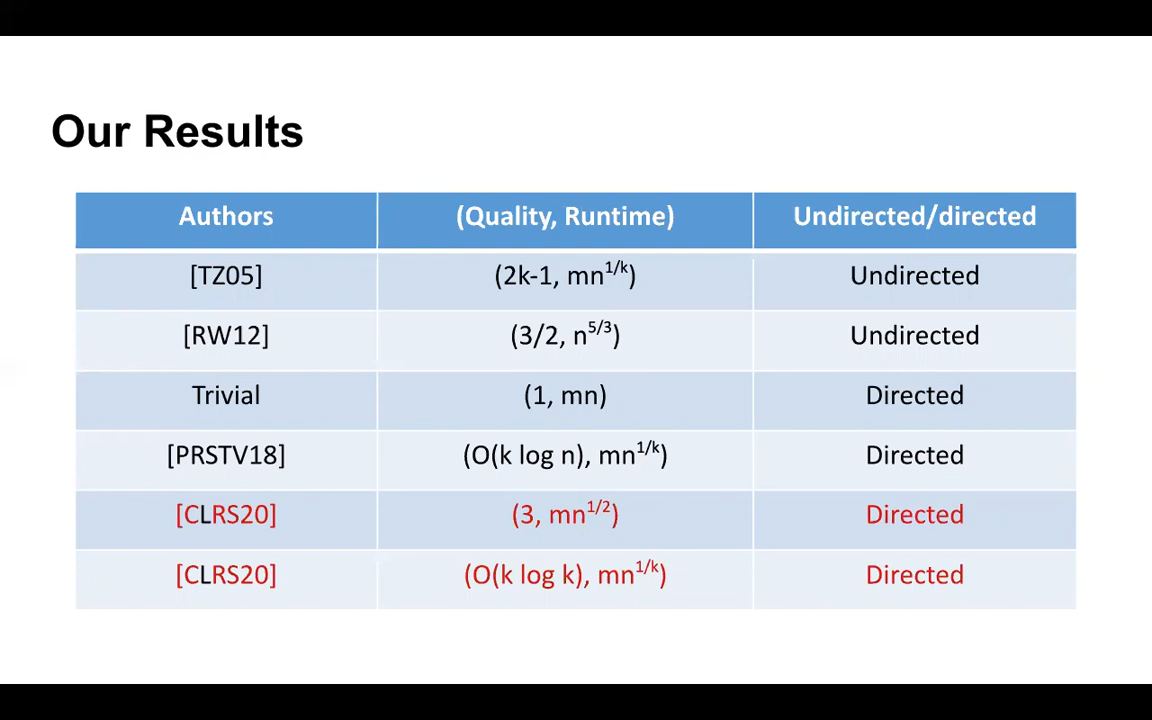 Our Results
Authors (Quality, Runtime) Undirected/directed
[TZ05] (2k-1, mn^1/k) Undirected
[RW12] (3/2, n^5/3) Undirected
Trivial (1, mn) Directed
[PRSTV18] (O(k log n), mn^1/k) Directed
[CLRS20] (3, mn^1/2) Directed
[CLRS20] (O(k log k), mn^1/k) Directed